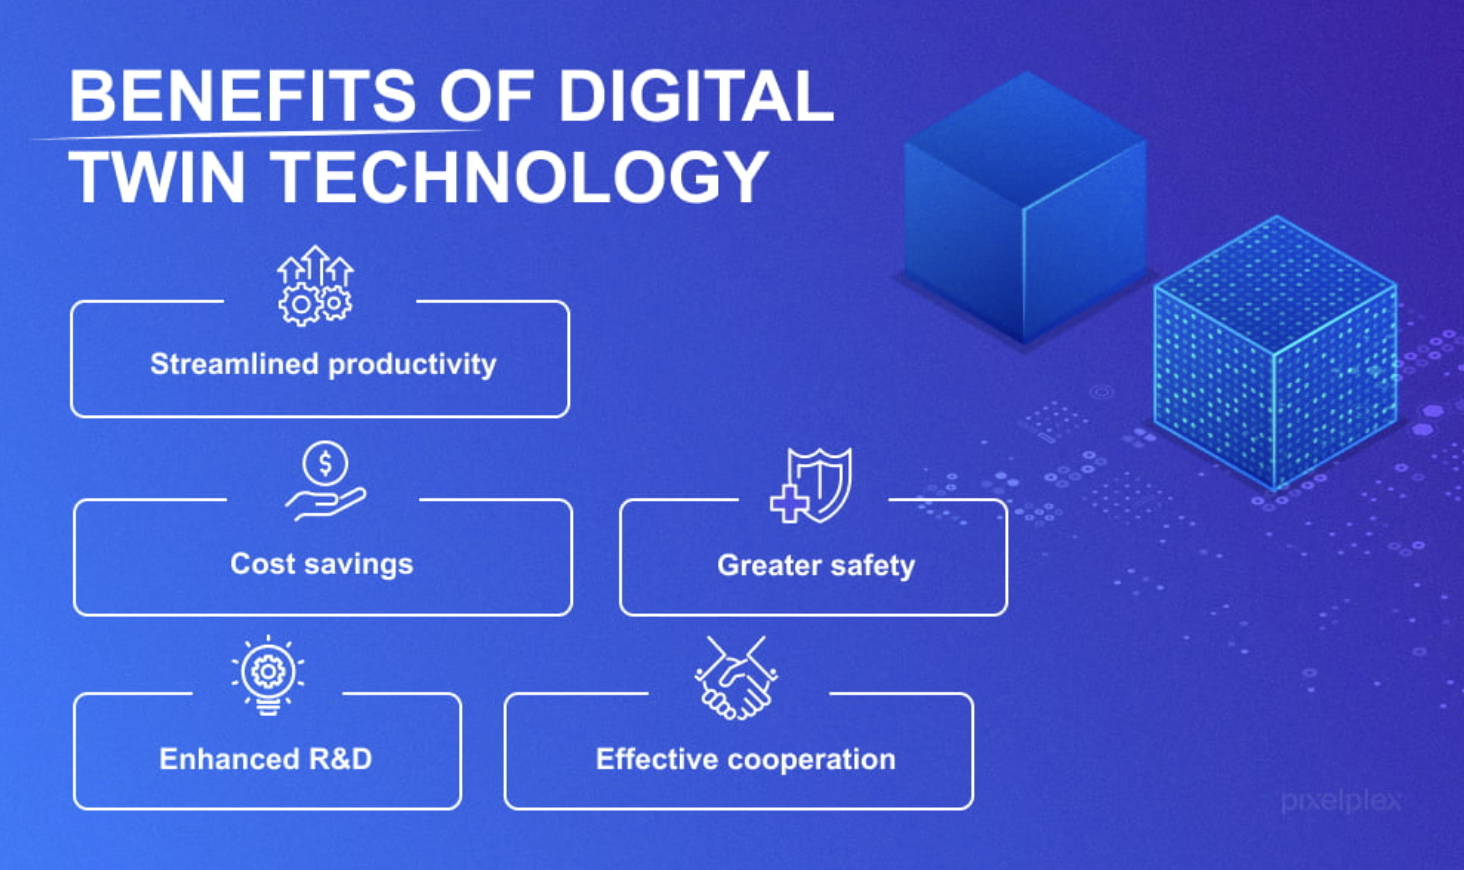 BENEFITS OF DIGITAL
TWIN TECHNOLOGY
Streamlined productivity
$
Cost savings
Greater safety
Enhanced R&D
Effective cooperation
pixelplex